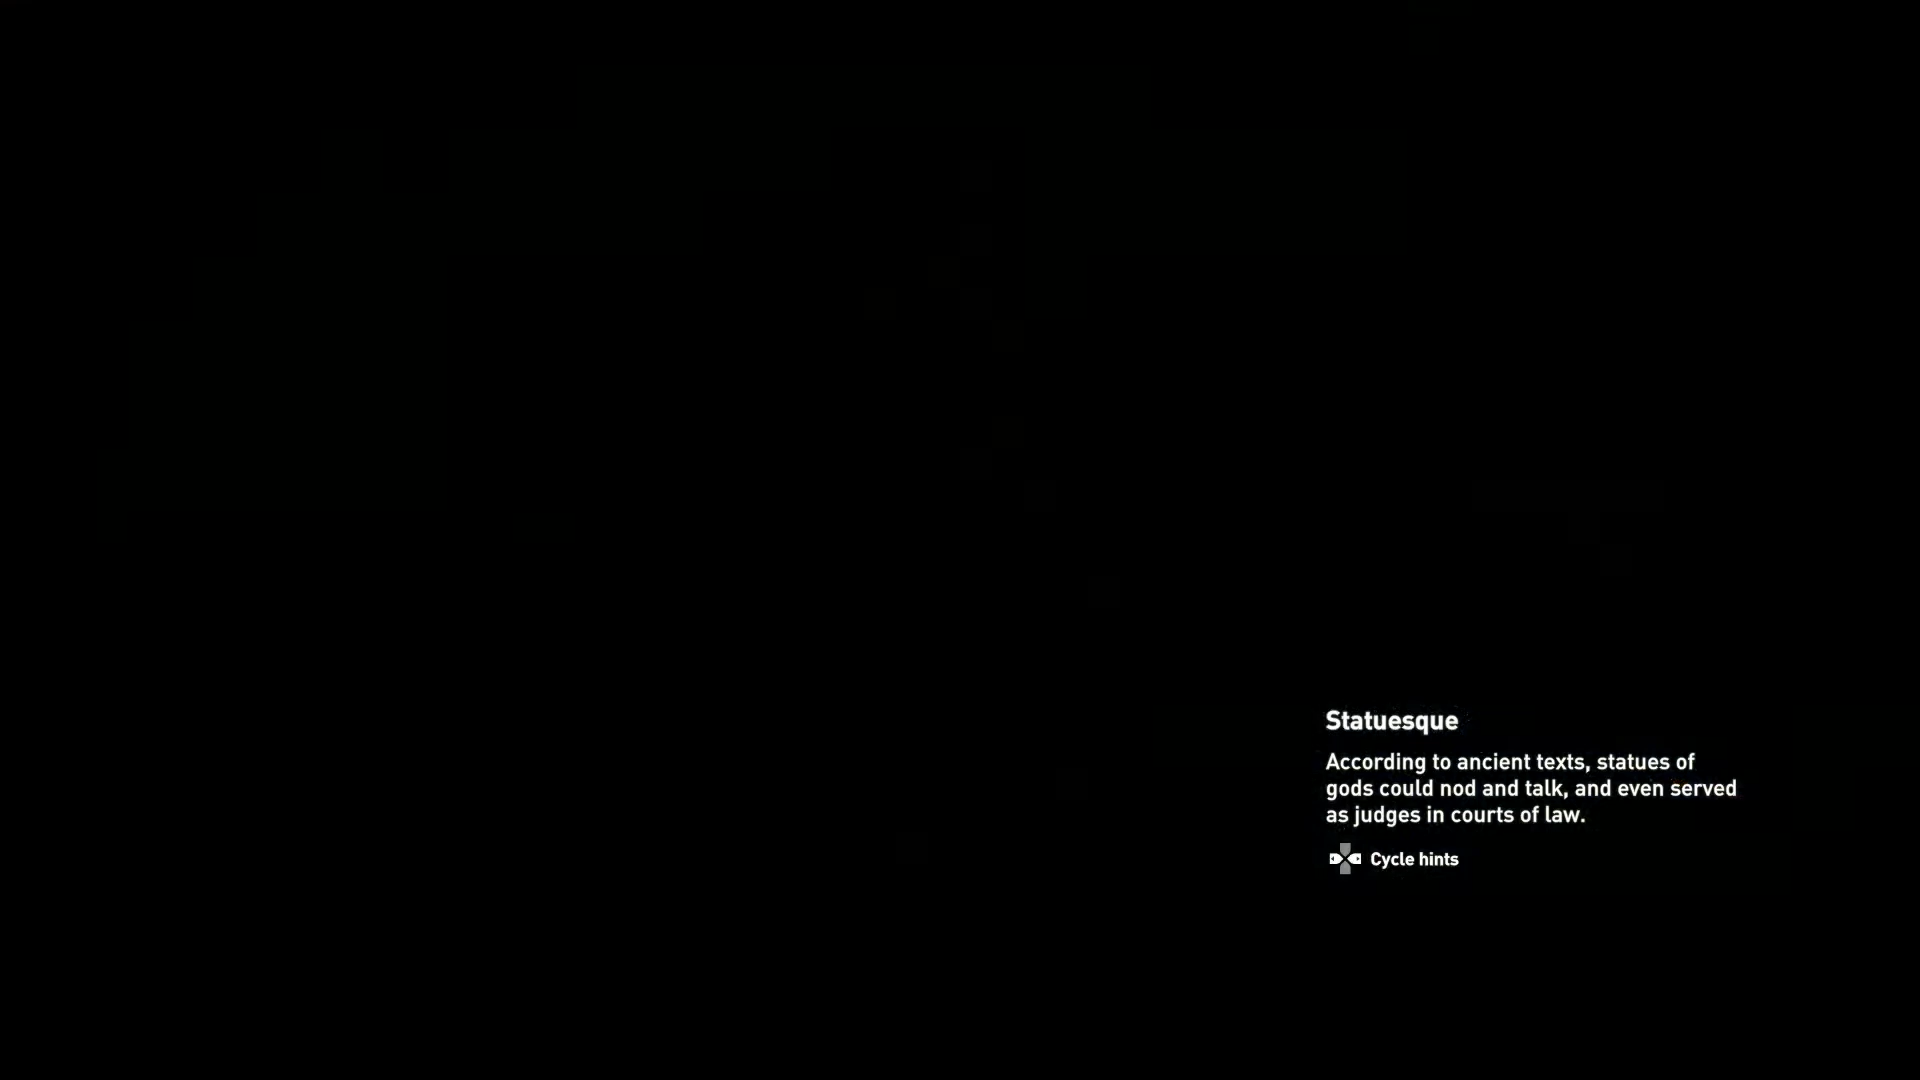 Statuesque
According to ancient texts, statues of
gods could nod and talk, and even served
as judges in courts of law.
Cycle hints